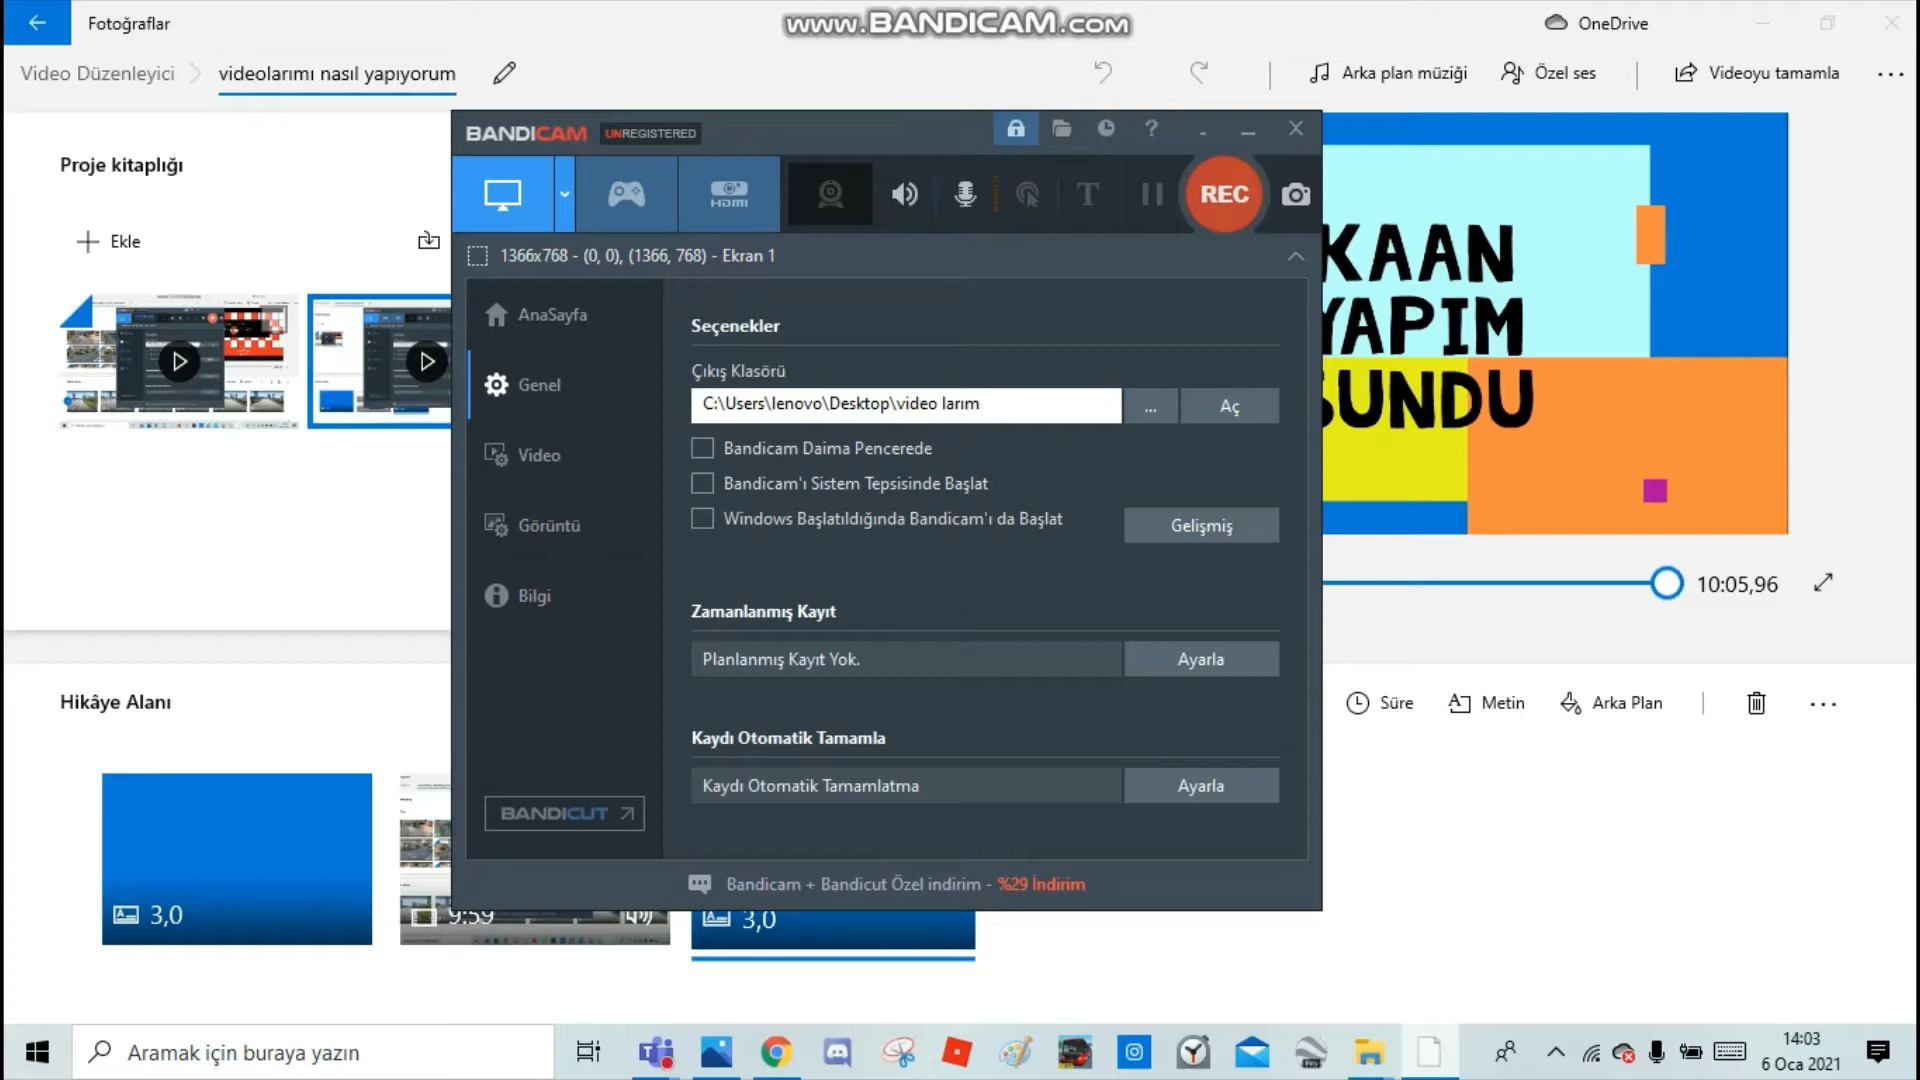 Fotoğraflar
www.BANDICAM.com
OneDrive
Video Düzenleyici
videolarımı nasıl yapıyorum
Arka plan müziği
Özel ses
Videoyu tamamla
Proje kitaplığı
Ekle
BANDICAM UNREGISTERED
HDMI
T
REC
1366x768 - (0, 0), (1366, 768) - Ekran 1
AnaSayfa
Genel
Video
Görüntü
Bilgi
BANDICUT
Seçenekler
Çıkış Klasörü
C:\Users\lenovo\Desktop\video larım
...
Aç
Bandicam Daima Pencerede
Bandicam'ı Sistem Tepsisinde Başlat
Windows Başlatıldığında Bandicam'ı da Başlat
Gelişmiş
Zamanlanmış Kayıt
Planlanmış Kayıt Yok.
Ayarla
Kaydı Otomatik Tamamla
Kaydı Otomatik Tamamlatma
Ayarla
Bandicam + Bandicut Özel indirim - %29 İndirim
KAAN
YAPIM
SUNDU
10:05,96
Hikâye Alanı
Süre
Metin
Arka Plan
3,0
9:59
3,0
Aramak için buraya yazın
14:03
6 Oca 2021